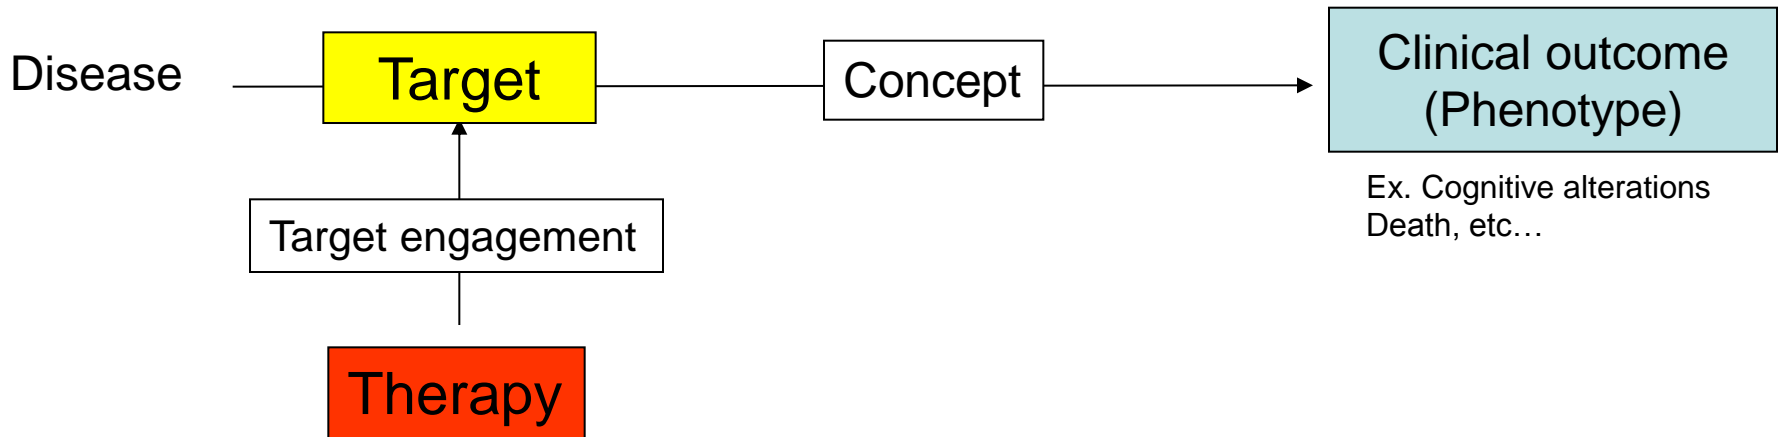 Disease
Target
Concept
Clinical outcome
(Phenotype)
Ex. Cognitive alterations
Death, etc…
Target engagement
Therapy